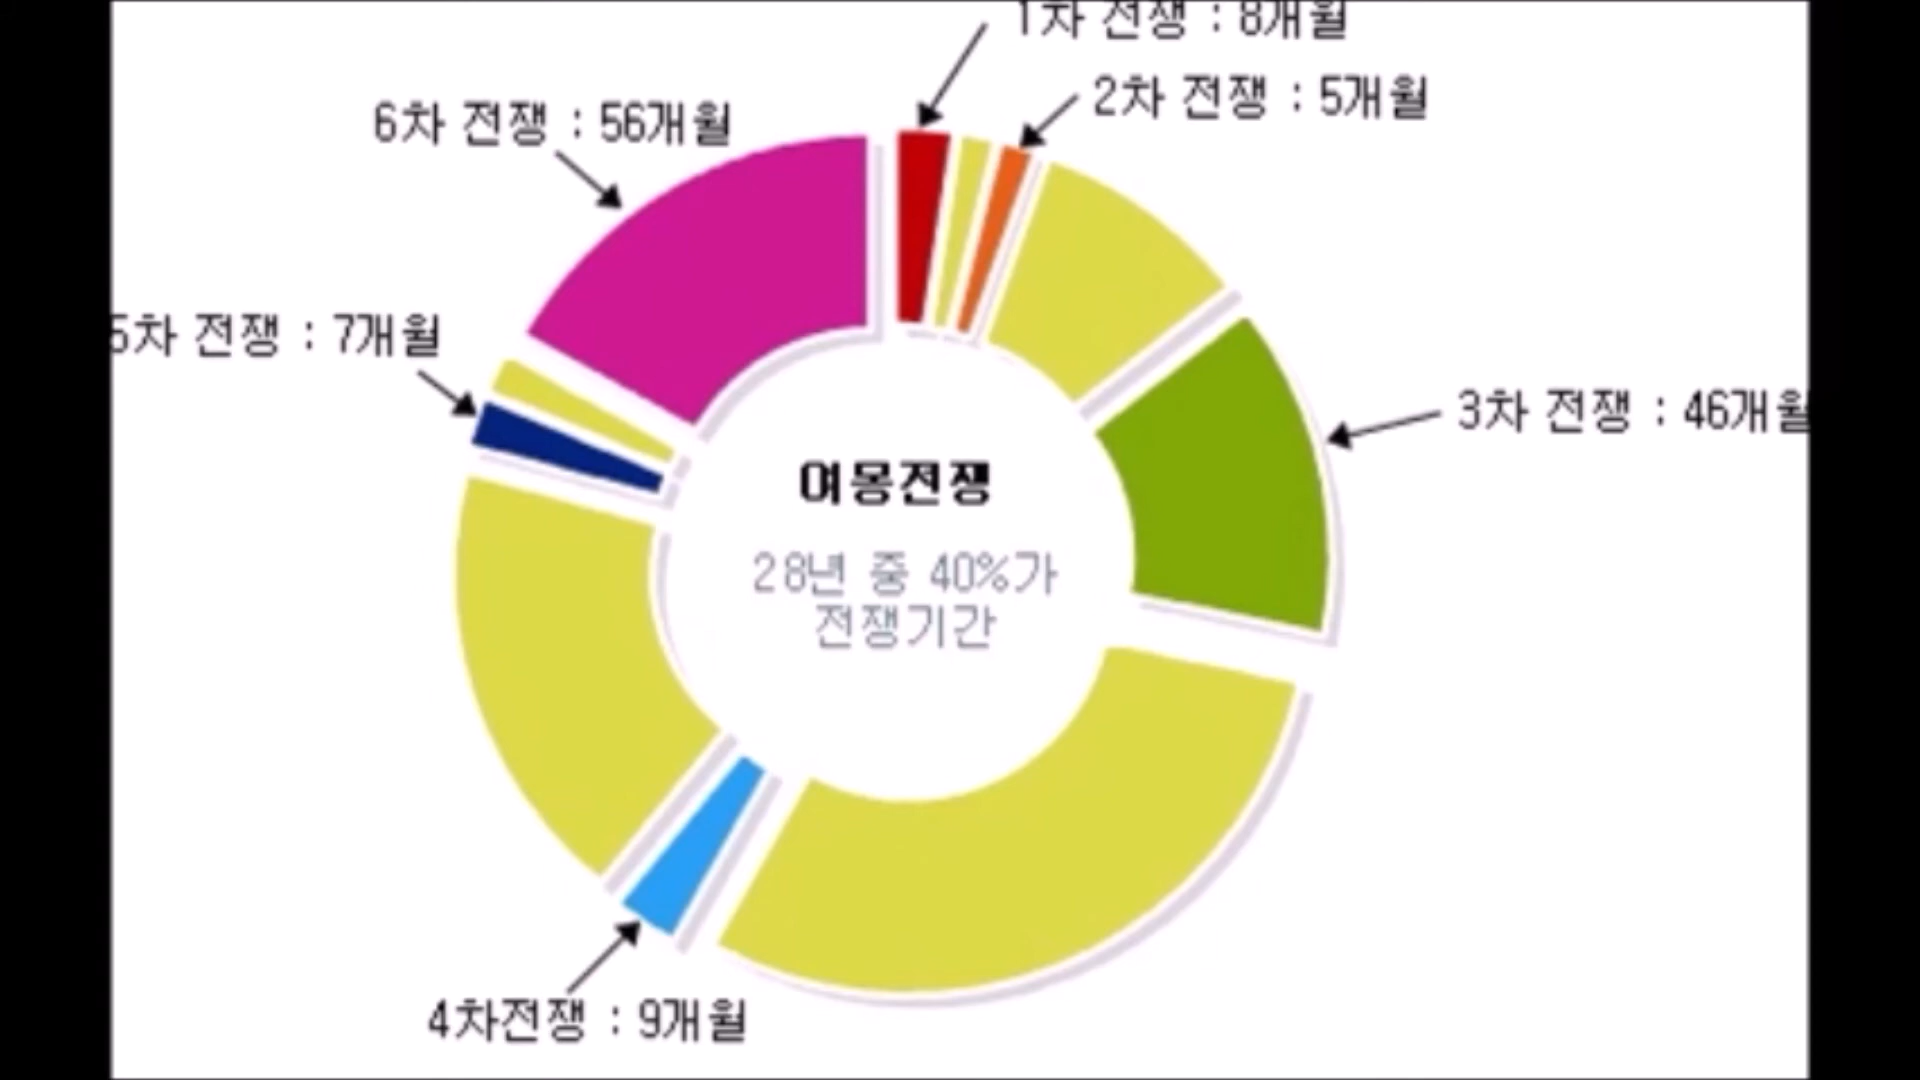 1차 전쟁 : 8개월
2차 전쟁 : 5개월
6차 전쟁 : 56개월
5차 전쟁 : 7개월
3차 전쟁 : 46개월
여몽전쟁
28년 중 40%가
전쟁기간
4차전쟁 : 9개월